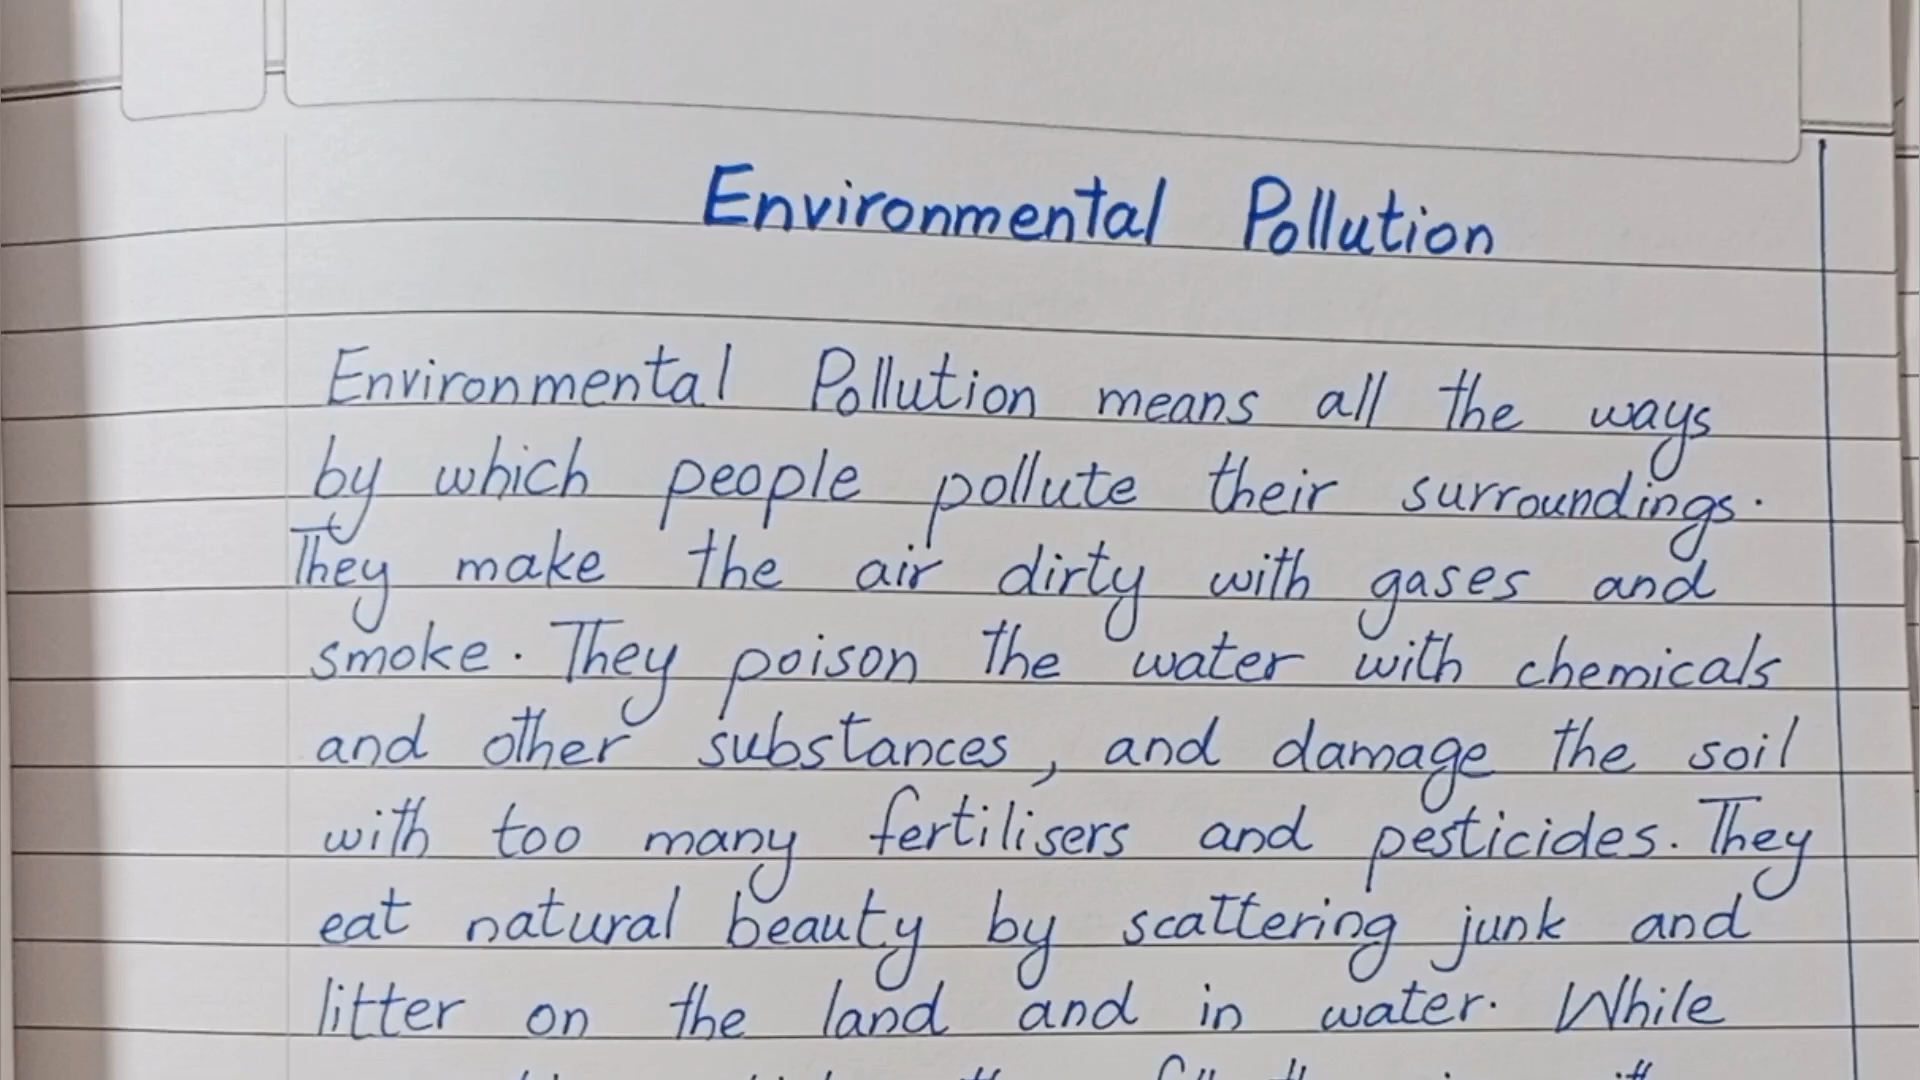 Environmental Pollution
Environmental Pollution means all the ways
by which people pollute their surroundings.
They make the air dirty with gases and
smoke. They poison the water with chemicals
and other substances, and damage the soil
with too many fertilisers and pesticides. They
eat natural beauty by scattering junk and
litter on the land and in water. While